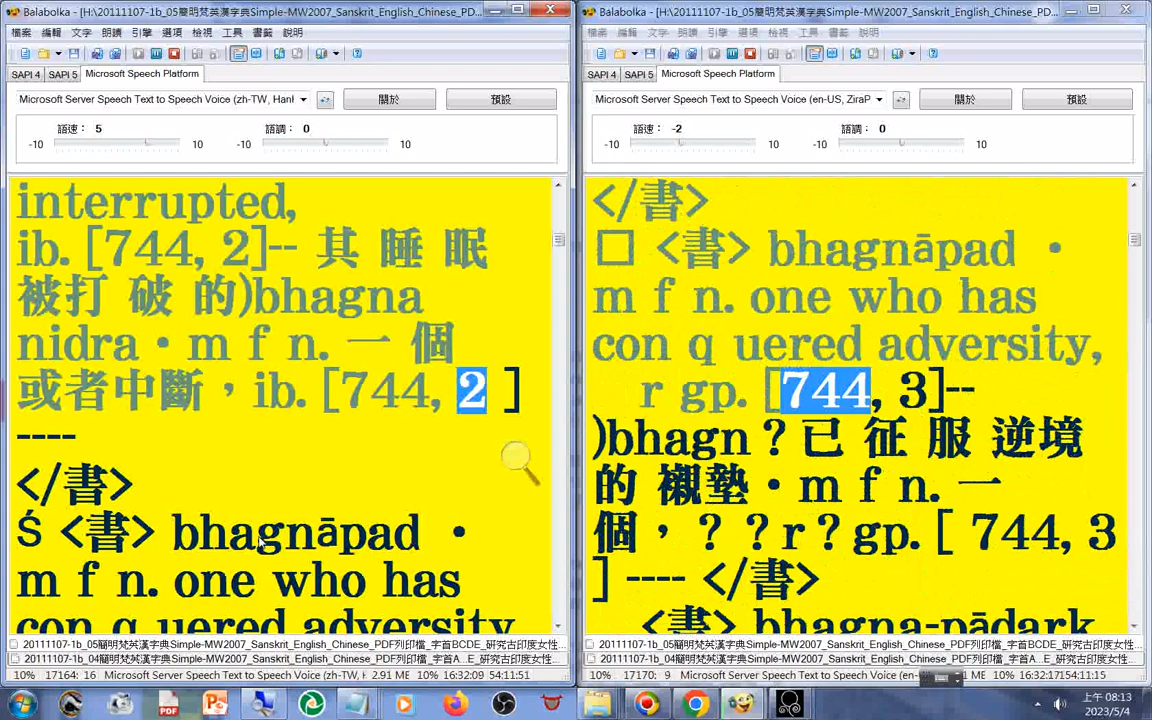 Balabolka - [H:\20111107-1b_05簡明梵英漢字典Simple-MW2007_Sanskrit_English_Chinese_PD...
檔案 編輯 文字 朗讀 引擎 選項 檢視 工具 書籤 說明
SAPI 4 SAPI 5 Microsoft Speech Platform
Microsoft Server Speech Text to Speech Voice (zh-TW, Hanl 關於 預設
語速： 5 語調： 0
-10 10 -10 10
interrupted,
ib. [744, 2]-- 其 睡 眠
被打 破 的)bhagna
nidra・m f n. 一 個
或者中斷，ib. [744, 2 ]
----
</書>
Ś <書> bhagnāpad ・
m f n. one who has
con q uered adversity,
20111107-1b_05簡明梵英漢字典Simple-MW2007_Sanskrit_English_Chinese_PDF列印檔_字首BCDE_研究古印度女性...
20111107-1b_04簡明梵英漢字典Simple-MW2007_Sanskrit_English_Chinese_PDF列印檔_字首A...E_研究古印度女性...
10% 17164: 16 Microsoft Server Speech Text to Speech Voice (zh-TW, 2.91 MB 10% 16:32:09 54:11:51
Balabolka - [H:\20111107-1b_05簡明梵英漢字典Simple-MW2007_Sanskrit_English_Chinese_PD...
檔案 編輯 文字 朗讀 引擎 選項 檢視 工具 書籤 說明
SAPI 4 SAPI 5 Microsoft Speech Platform
Microsoft Server Speech Text to Speech Voice (en-US, ZiraP 關於 預設
語速： -2 語調： 0
-10 10 -10 10
</書>
□ <書> bhagnāpad ・
m f n. one who has
con q uered adversity,
r gp. [744, 3]--
)bhagn？已 征 服 逆境
的 襯墊・m f n. 一
個，？？r？gp. [ 744, 3
] ---- </書>
<書> bhagna-pādark
20111107-1b_05簡明梵英漢字典Simple-MW2007_Sanskrit_English_Chinese_PDF列印檔_字首BCDE_研究古印度女性...
20111107-1b_04簡明梵英漢字典Simple-MW2007_Sanskrit_English_Chinese_PDF列印檔_字首A...E_研究古印度女性...
10% 17170: 9 Microsoft Server Speech Text to Speech Voice (en-US, MB 10% 16:32:17 54:11:15
PDF
上午 08:13
2023/5/4